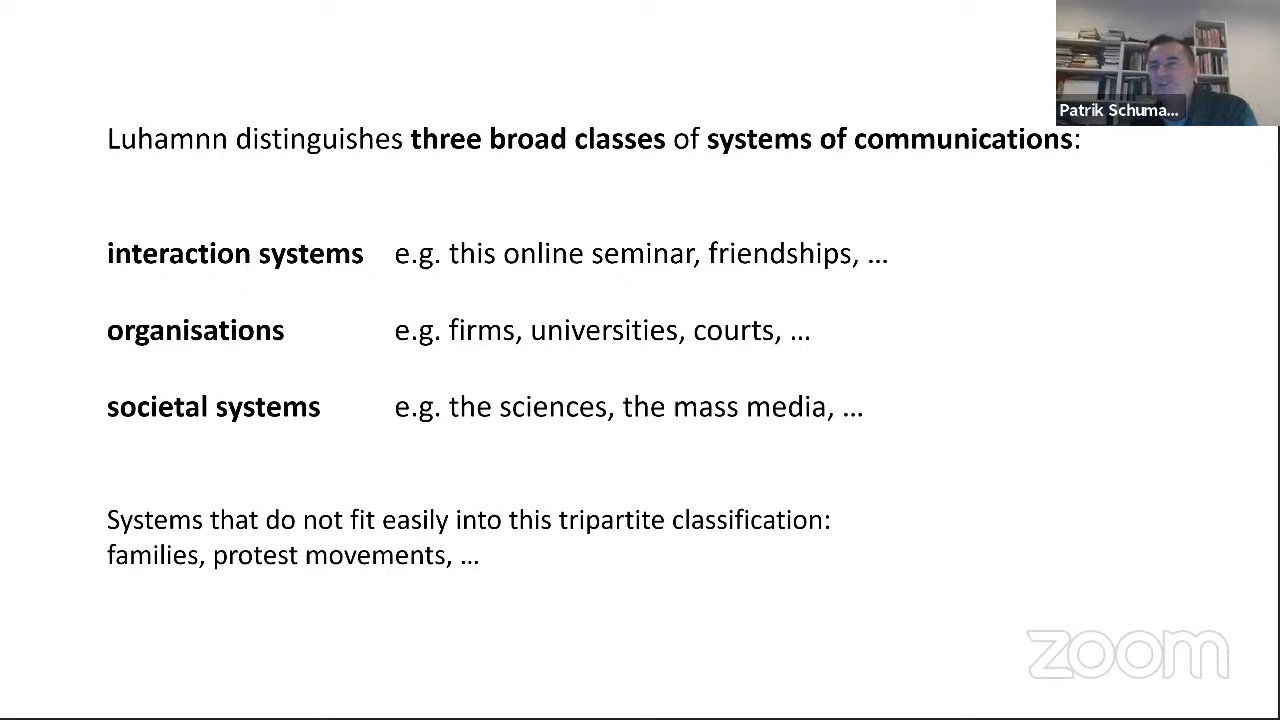 Patrik Schuma...
Luhamnn distinguishes three broad classes of systems of communications:
interaction systems e.g. this online seminar, friendships, ...
organisations e.g. firms, universities, courts, ...
societal systems e.g. the sciences, the mass media, ...
Systems that do not fit easily into this tripartite classification:
families, protest movements, ...
zoom